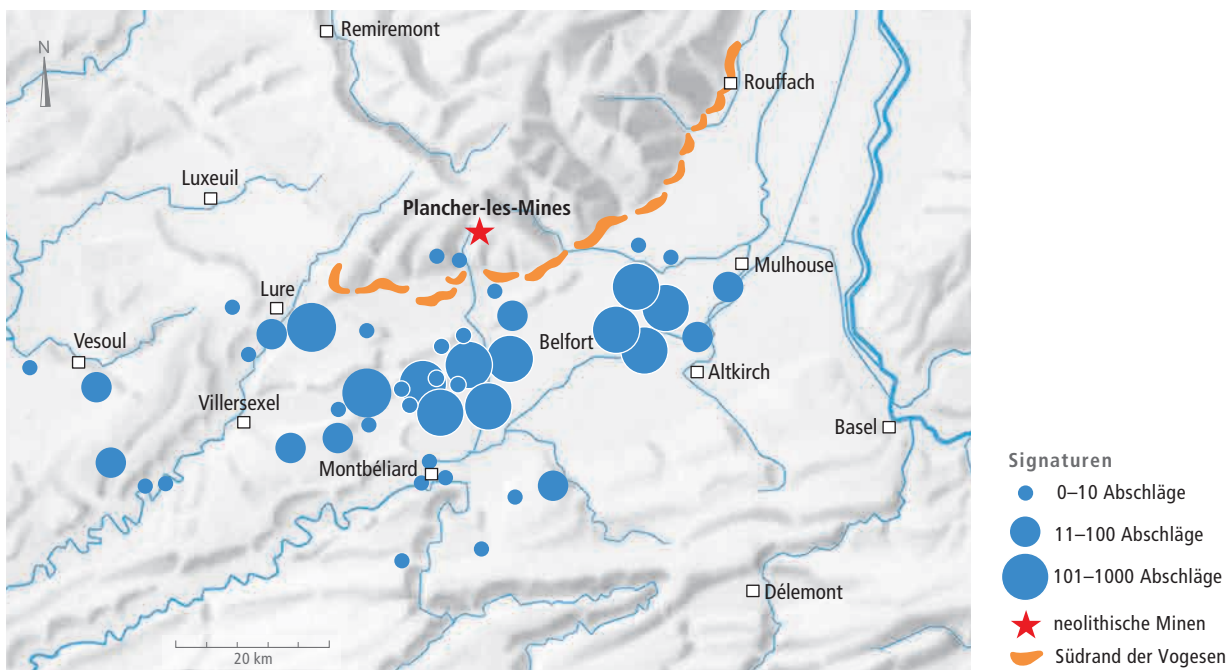 Remiremont
N
Rouffach
Luxeuil
Plancher-les-Mines
Mulhouse
Lure
Belfort
Vesoul
Altkirch
Villersexel
Basel
Montbéliard
Délemont
20 km
Signaturen
0–10 Abschläge
11–100 Abschläge
101–1000 Abschläge
neolithische Minen
Südrand der Vogesen